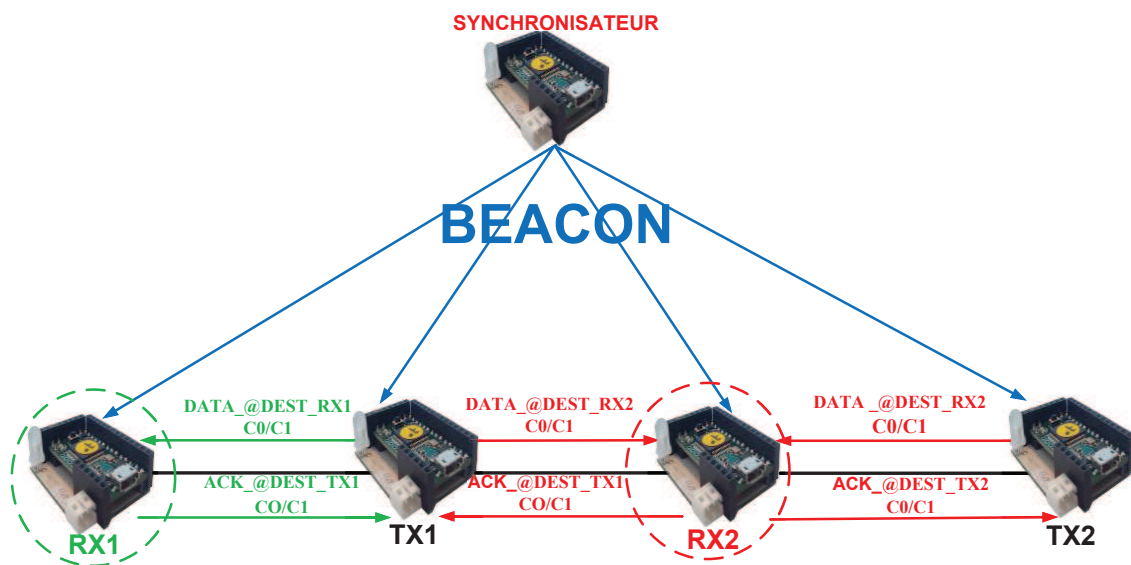 SYNCHRONISATEUR
BEACON
DATA_@DEST_RX1
C0/C1
DATA_@DEST_RX2
C0/C1
DATA _@DEST_RX2
C0/C1
ACK_@DEST_TX1
CO/C1
ACK_@DEST_TX1
CO/C1
ACK_@DEST_TX2
C0/C1
RX1
TX1
RX2
TX2